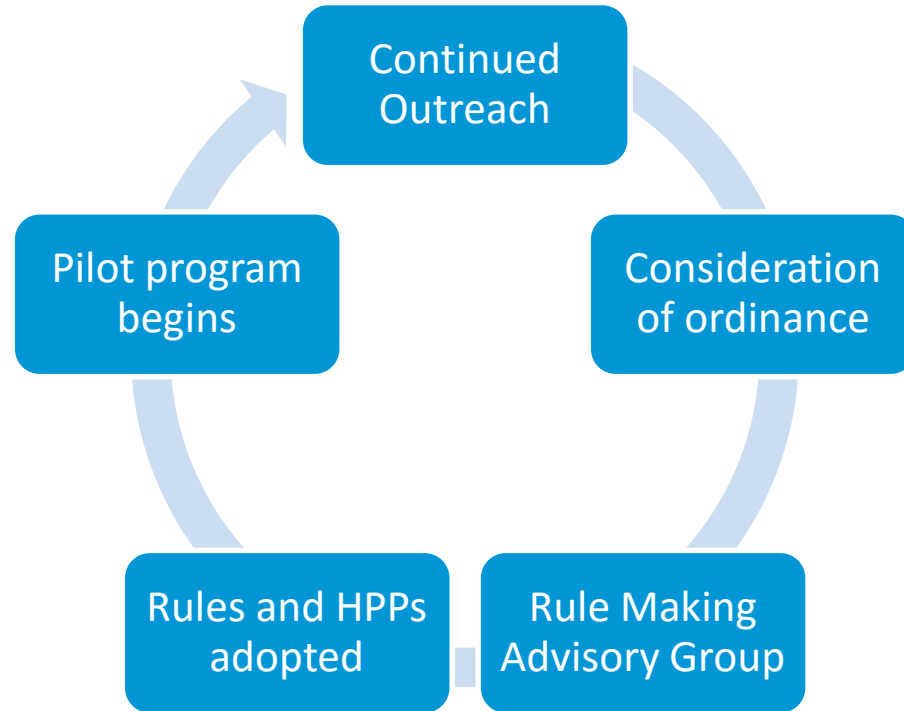 Continued
Outreach
Consideration
of ordinance
Rule Making
Advisory Group
Rules and HPPs
adopted
Pilot program
begins